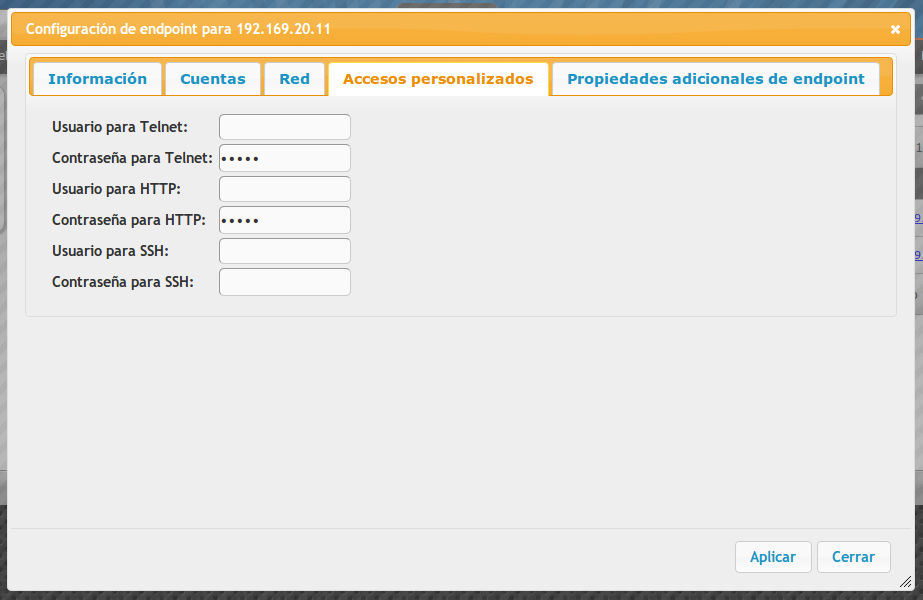 Configuración de endpoint para 192.169.20.11
Información Cuentas Red Accesos personalizados Propiedades adicionales de endpoint
Usuario para Telnet:
Contraseña para Telnet: •••••
Usuario para HTTP:
Contraseña para HTTP: •••••
Usuario para SSH:
Contraseña para SSH:
Aplicar Cerrar